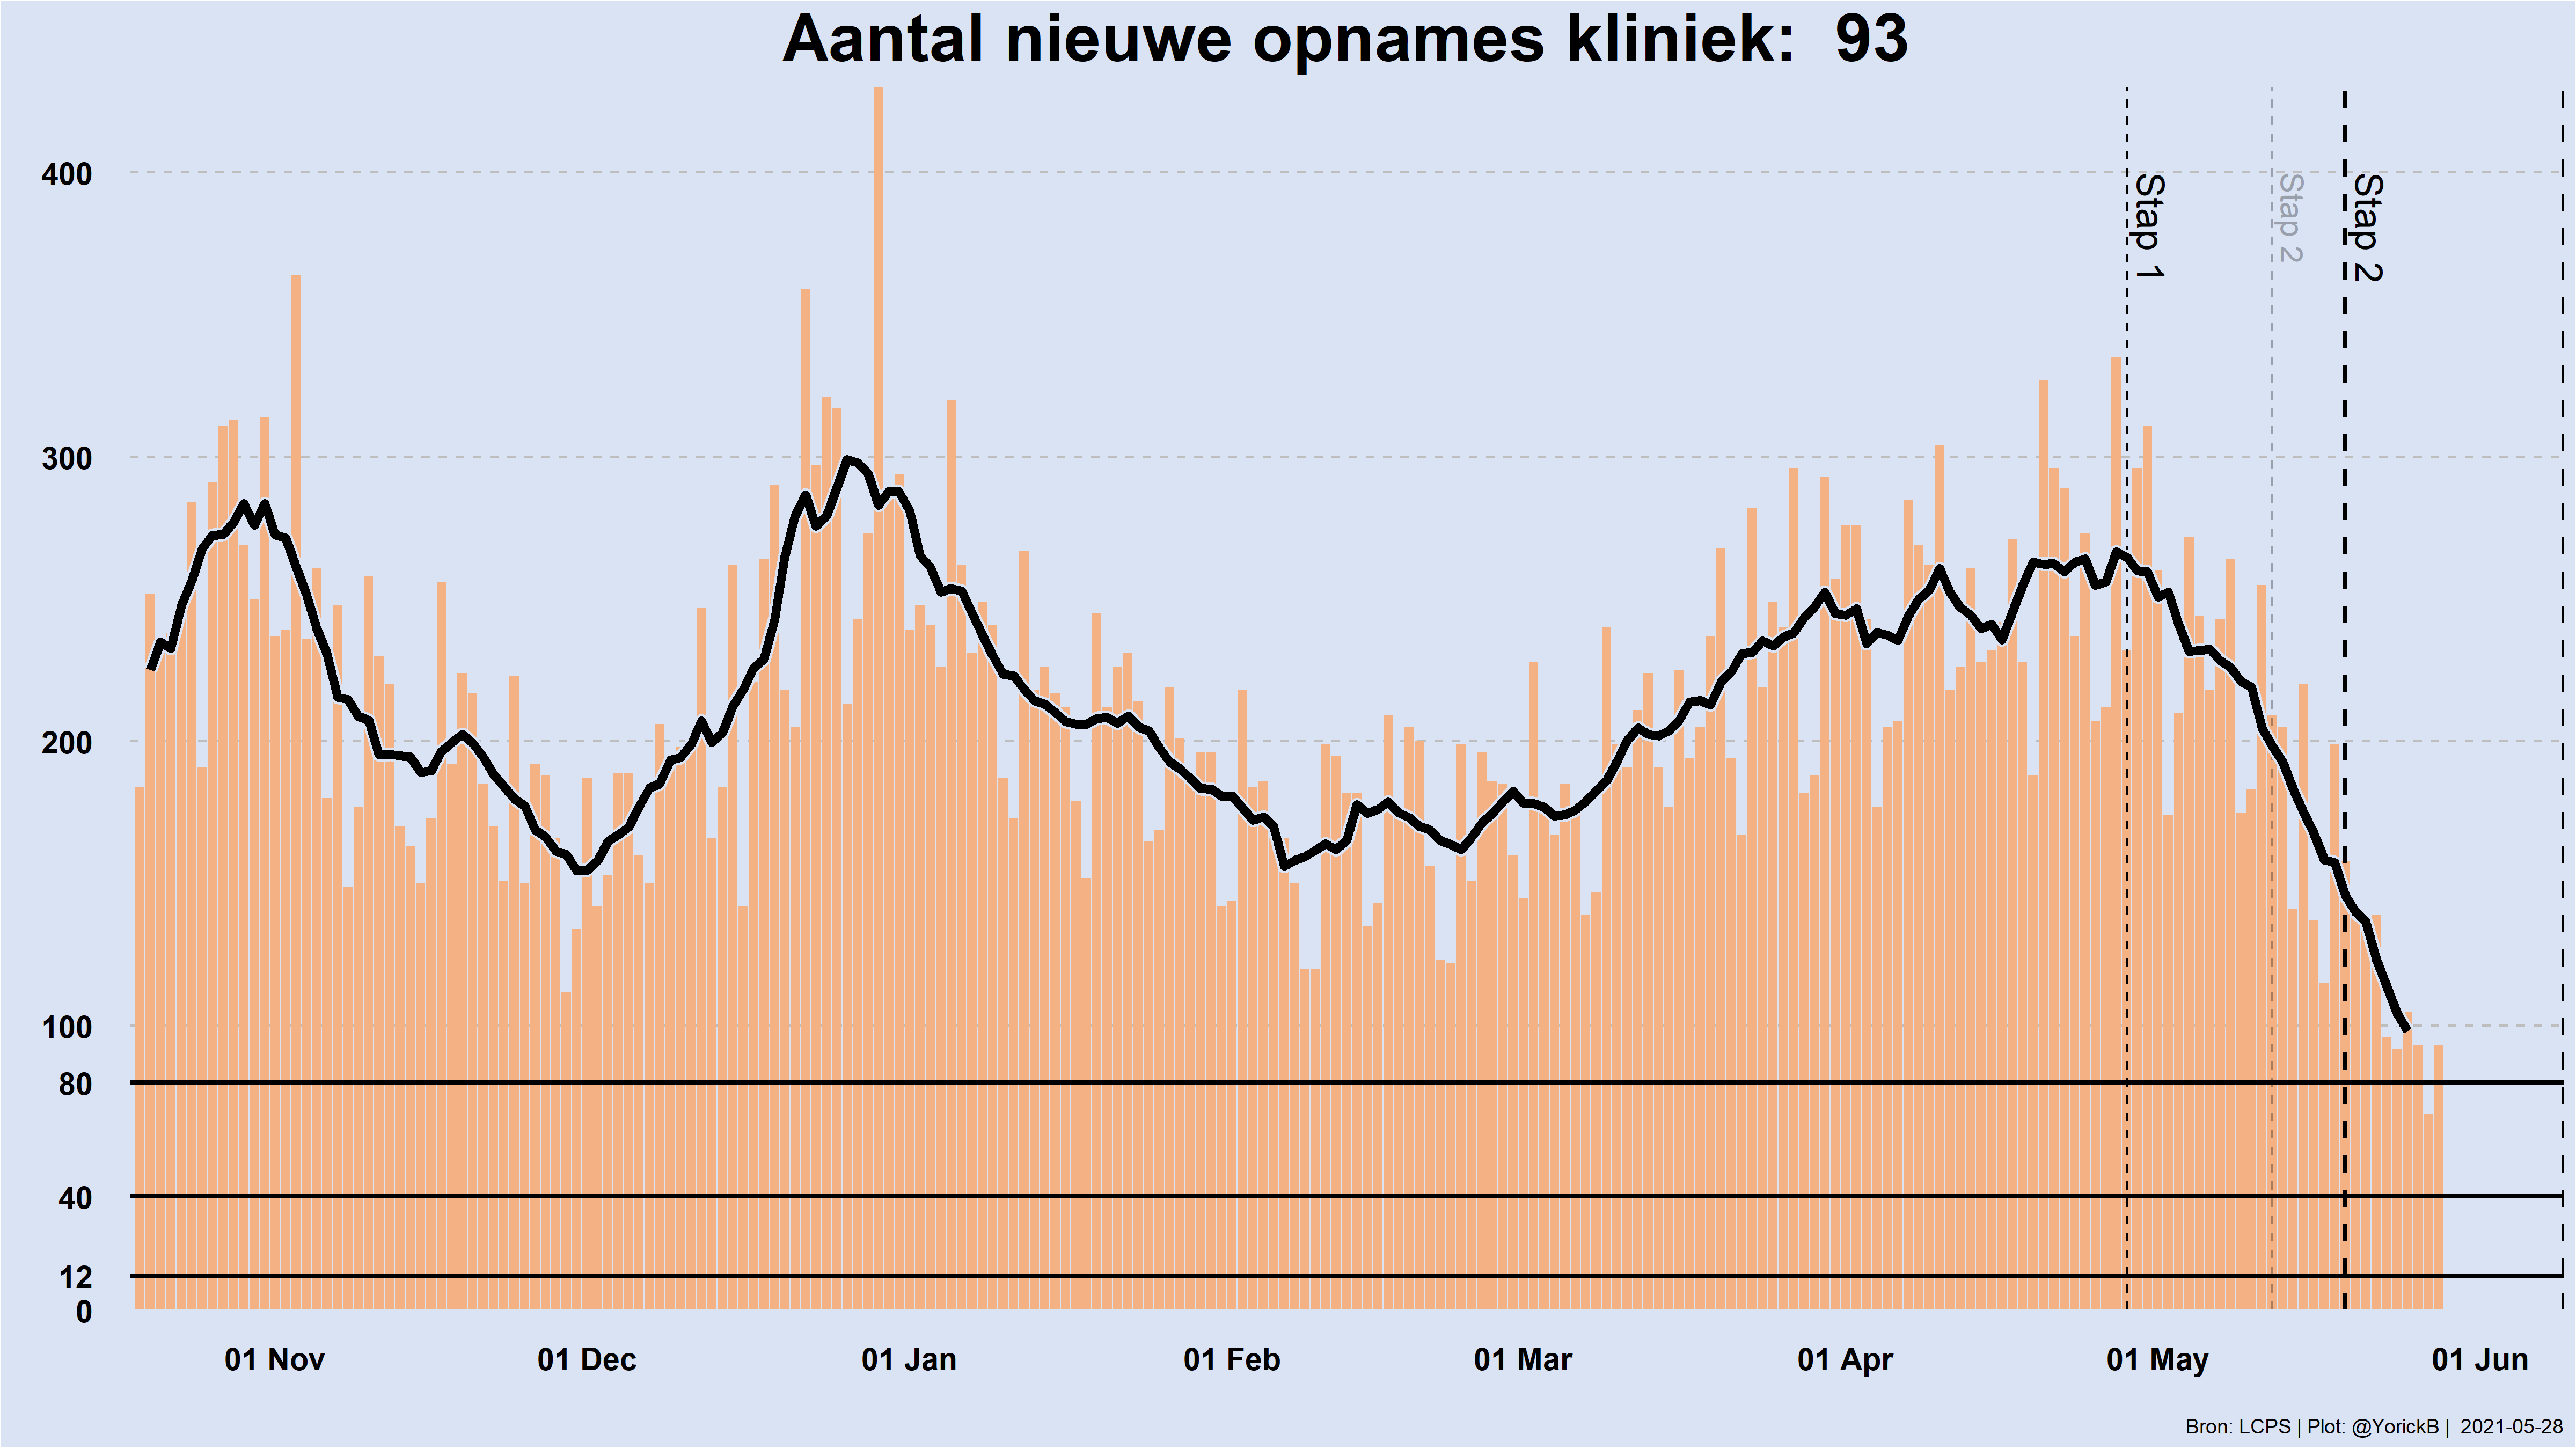 Aantal nieuwe opnames kliniek:  93
400
300
200
100
80
40
12
0
Stap 1
Stap 2
Stap 2
01 Nov
01 Dec
01 Jan
01 Feb
01 Mar
01 Apr
01 May
01 Jun
Bron: LCPS | Plot: @YorickB |  2021-05-28